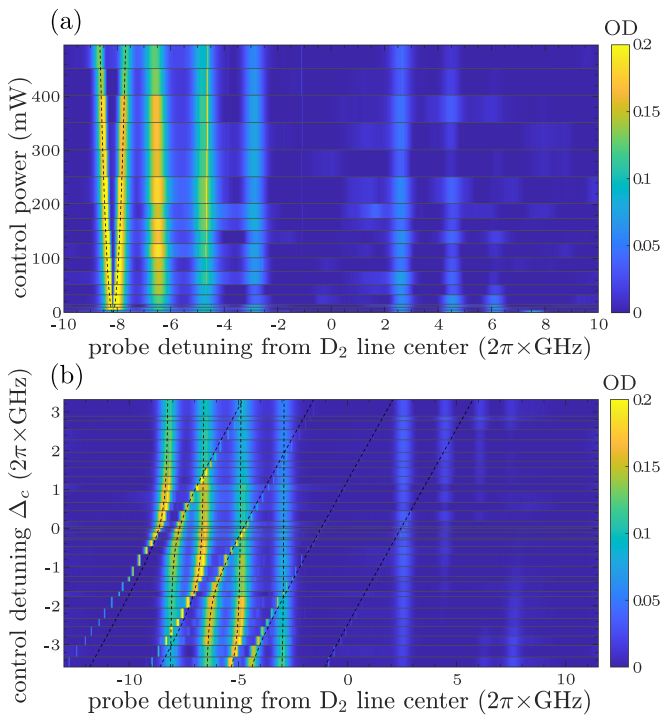 (a)
OD
control power (mW)
400
300
200
100
0
-10 -8 -6 -4 -2 0 2 4 6 8 10
probe detuning from D₂ line center (2π×GHz)
0.2
0.15
0.1
0.05
0
(b)
OD
control detuning Δc (2π×GHz)
3
2
1
0
-1
-2
-3
-10 -5 0 5 10
probe detuning from D₂ line center (2π×GHz)
0.2
0.15
0.1
0.05
0